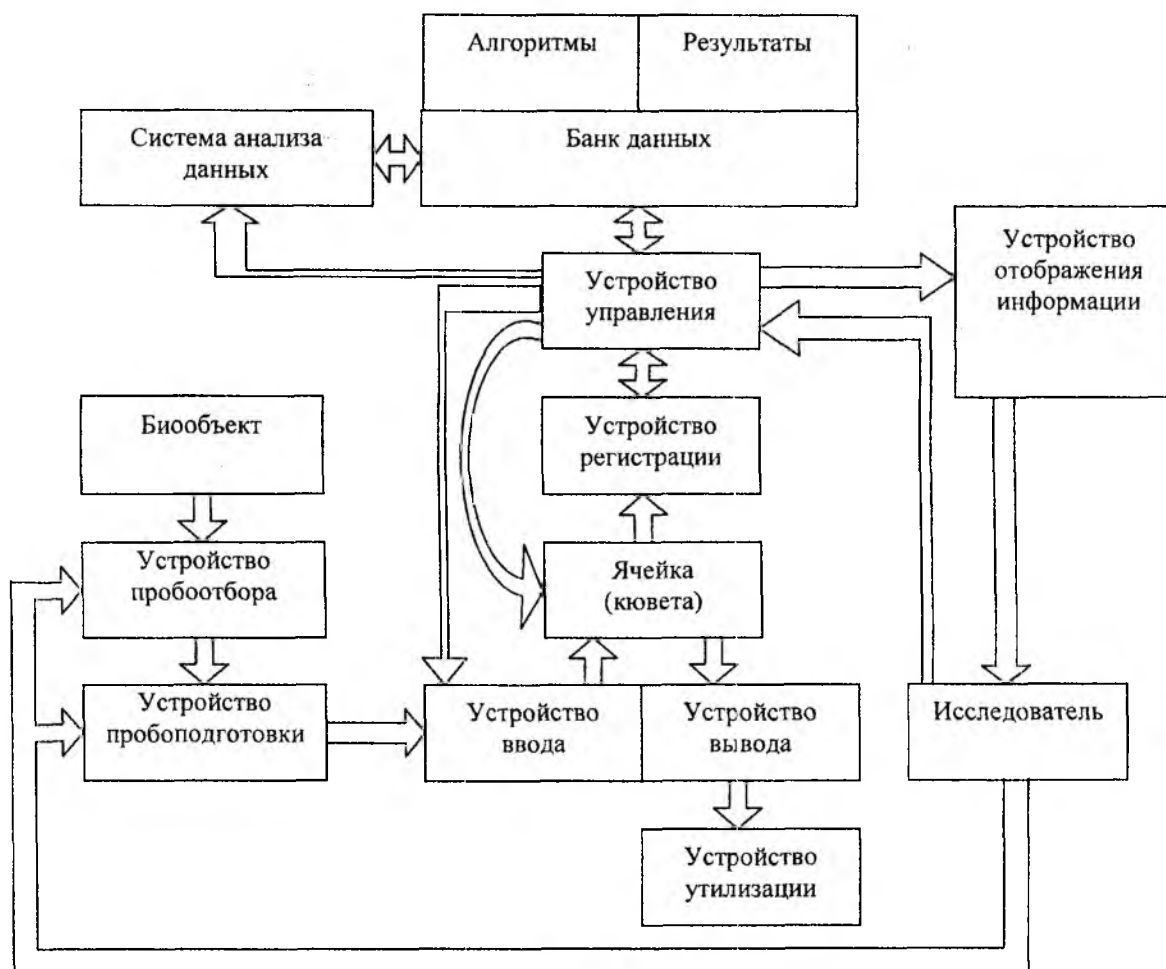 Алгоритмы
Результаты
Система анализа
данных
Банк данных
Устройство
отображения
информации
Устройство
управления
Биообъект
Устройство
регистрации
Устройство
пробоотбора
Ячейка
(кювета)
Устройство
пробоподготовки
Устройство
ввода
Устройство
вывода
Исследователь
Устройство
утилизации